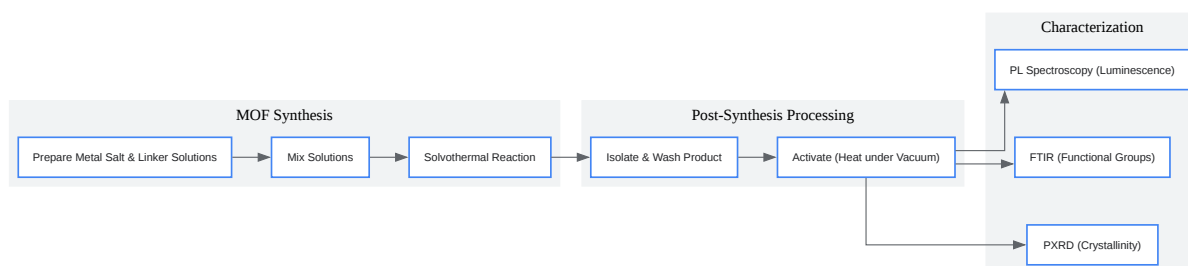 MOF Synthesis
Prepare Metal Salt & Linker Solutions
Mix Solutions
Solvothermal Reaction
Post-Synthesis Processing
Isolate & Wash Product
Activate (Heat under Vacuum)
Characterization
PL Spectroscopy (Luminescence)
FTIR (Functional Groups)
PXRD (Crystallinity)